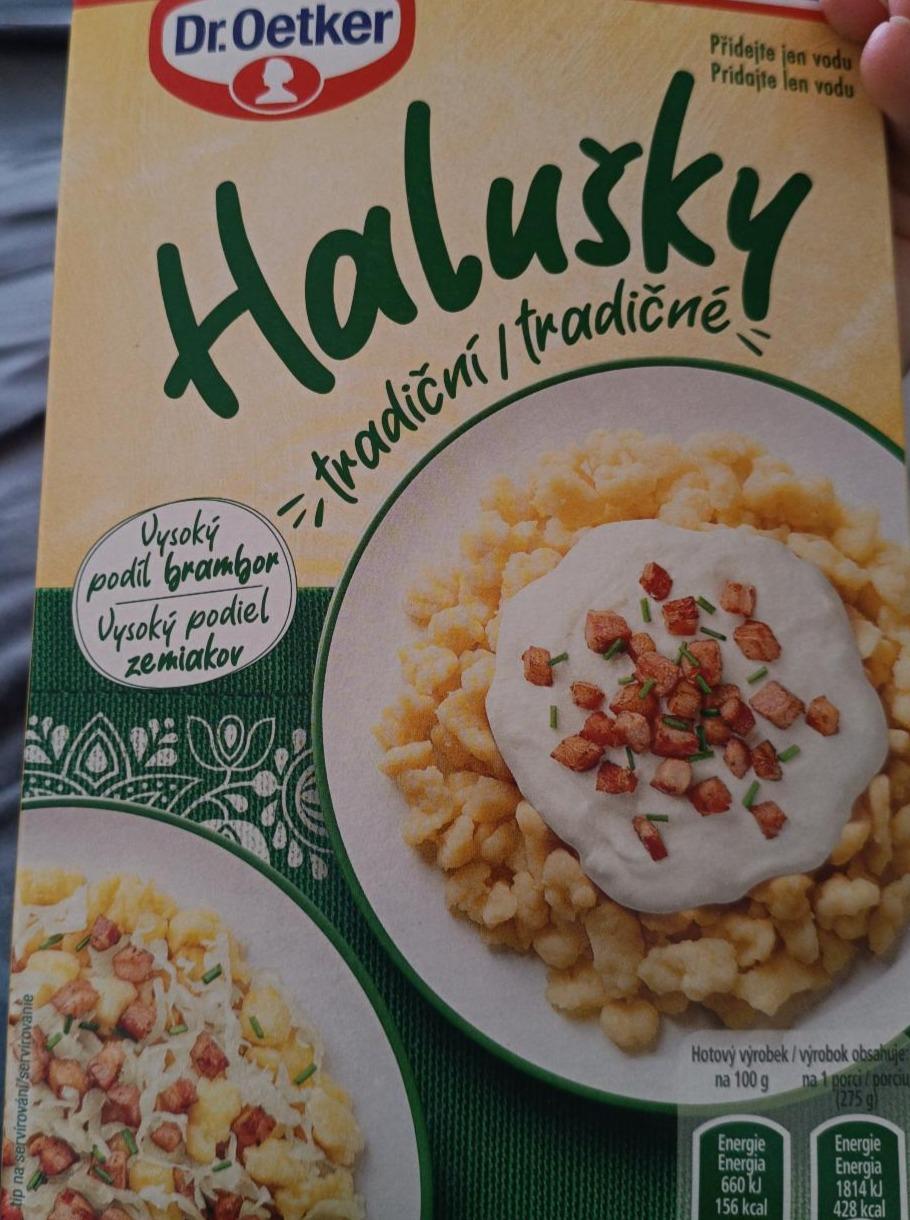 Dr. Oetker
Přidejte jen vodu
Pridajte len vodu
Halušky
tradiční / tradičné
Vysoký
podíl brambor
Vysoký podiel
zemiakov
tip na servírování/servírovanie
Hotový výrobek / výrobok obsahuje:
na 100 g
na 1 porci / porciu
(275 g)
Energie
Energia
660 kJ
156 kcal
Energie
Energia
1814 kJ
428 kcal